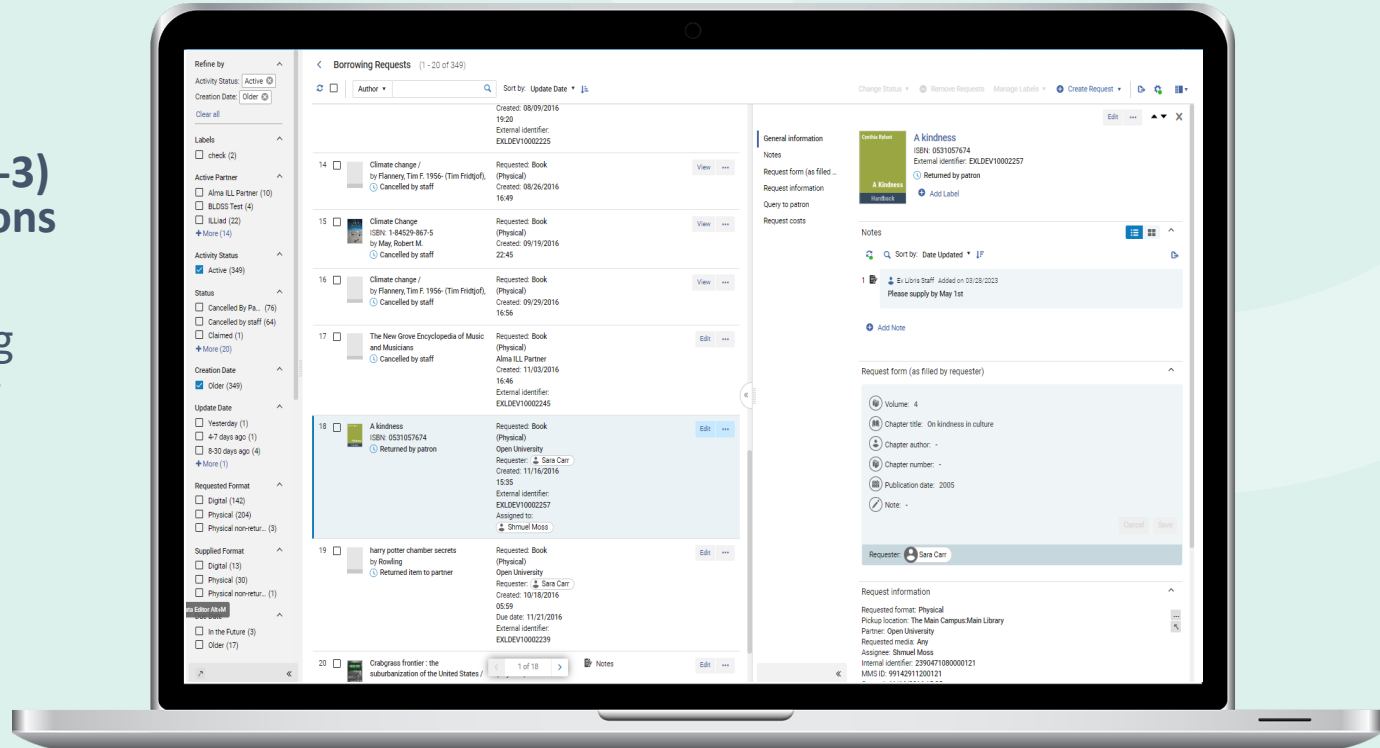 -3)
ons
g
Refine by
Activity Status: Active
Creation Date: Older
Clear all
Labels
check (2)
Active Partner
Alma ILL Partner (10)
BLDSS Test (4)
ILLiad (22)
+ More (14)
Activity Status
Active (349)
Status
Cancelled By Pa... (76)
Cancelled by staff (64)
Claimed (1)
+ More (20)
Creation Date
Older (349)
Update Date
Yesterday (1)
4-7 days ago (1)
8-30 days ago (4)
+ More (1)
Requested Format
Digital (142)
Physical (204)
Physical non-retur... (3)
Supplied Format
Digital (13)
Physical (30)
Physical non-retur... (1)
ata Editor Alt+M
In the Future (3)
Older (17)
Borrowing Requests (1 - 20 of 349)
Author
Sort by: Update Date
Change Status
Remove Requests
Manage Labels
Create Request
Created: 08/09/2016
19:20
External identifier:
EXLDEV10002225
14 Climate change /
by Flannery, Tim F. 1956- (Tim Fridtjof),
Cancelled by staff
Requested: Book
(Physical)
Created: 08/26/2016
16:49
View
15 Climate Change
ISBN: 1-84529-867-5
by May, Robert M.
Cancelled by staff
Requested: Book
(Physical)
Created: 09/19/2016
22:45
View
16 Climate change /
by Flannery, Tim F. 1956- (Tim Fridtjof),
Cancelled by staff
Requested: Book
(Physical)
Created: 09/29/2016
16:56
View
17 The New Grove Encyclopedia of Music
and Musicians
Cancelled by staff
Requested: Book
(Physical)
Alma ILL Partner
Created: 11/03/2016
16:46
External identifier:
EXLDEV10002245
Edit
18 A kindness
ISBN: 0531057674
Returned by patron
Requested: Book
(Physical)
Open University
Requester: Sara Carr
Created: 11/16/2016
15:35
External identifier:
EXLDEV10002257
Assigned to:
Shmuel Moss
Edit
19 harry potter chamber secrets
by Rowling
Returned item to partner
Requested: Book
(Physical)
Open University
Requester: Sara Carr
Created: 10/18/2016
05:59
Due date: 11/21/2016
External identifier:
EXLDEV10002239
Edit
20 Crabgrass frontier : the
suburbanization of the United States /
1 of 18
Notes
Edit
Edit
General information
Notes
Request form (as filled ...
Request information
Query to patron
Request costs
Cynthia Rylant
A Kindness
Hardback
A kindness
ISBN: 0531057674
External identifier: EXLDEV10002257
Returned by patron
Add Label
Notes
Sort by: Date Updated
1 Ex Libris Staff Added on 03/28/2023
Please supply by May 1st
Add Note
Request form (as filled by requester)
Volume: 4
Chapter title: On kindness in culture
Chapter author: -
Chapter number: -
Publication date: 2005
Note: -
Cancel Save
Requester: Sara Carr
Request information
Requested format: Physical
Pickup location: The Main Campus:Main Library
Partner: Open University
Requested media: Any
Assignee: Shmuel Moss
Internal identifier: 2390471080000121
MMS ID: 99142911200121